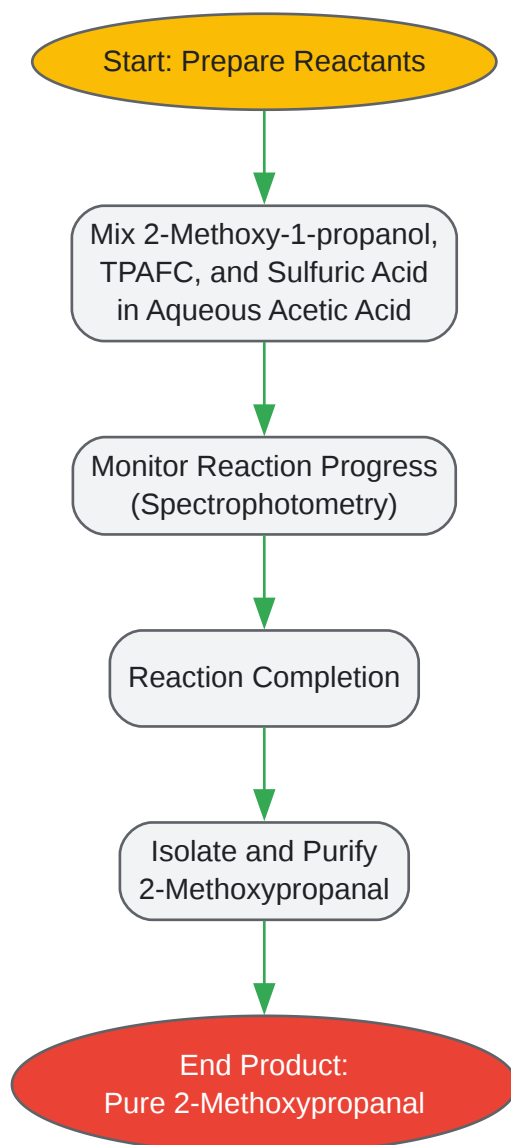 Start: Prepare Reactants
Mix 2-Methoxy-1-propanol,
TPAFC, and Sulfuric Acid
in Aqueous Acetic Acid
Monitor Reaction Progress
(Spectrophotometry)
Reaction Completion
Isolate and Purify
2-Methoxypropanal
End Product:
Pure 2-Methoxypropanal